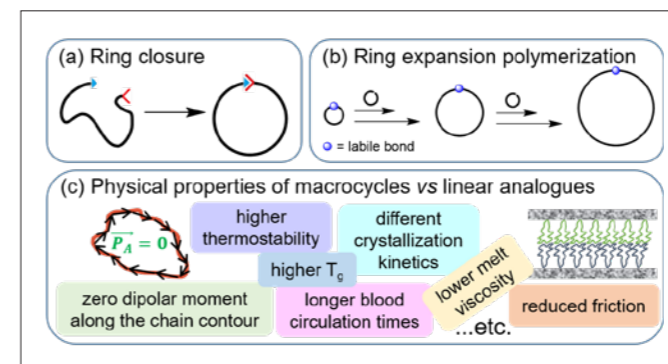 (a) Ring closure
(b) Ring expansion polymerization
= labile bond
(c) Physical properties of macrocycles vs linear analogues
P_A = 0
higher
thermostability
different
crystallization
kinetics
higher Tg
lower melt
viscosity
zero dipolar moment
along the chain contour
longer blood
circulation times
...etc.
reduced friction